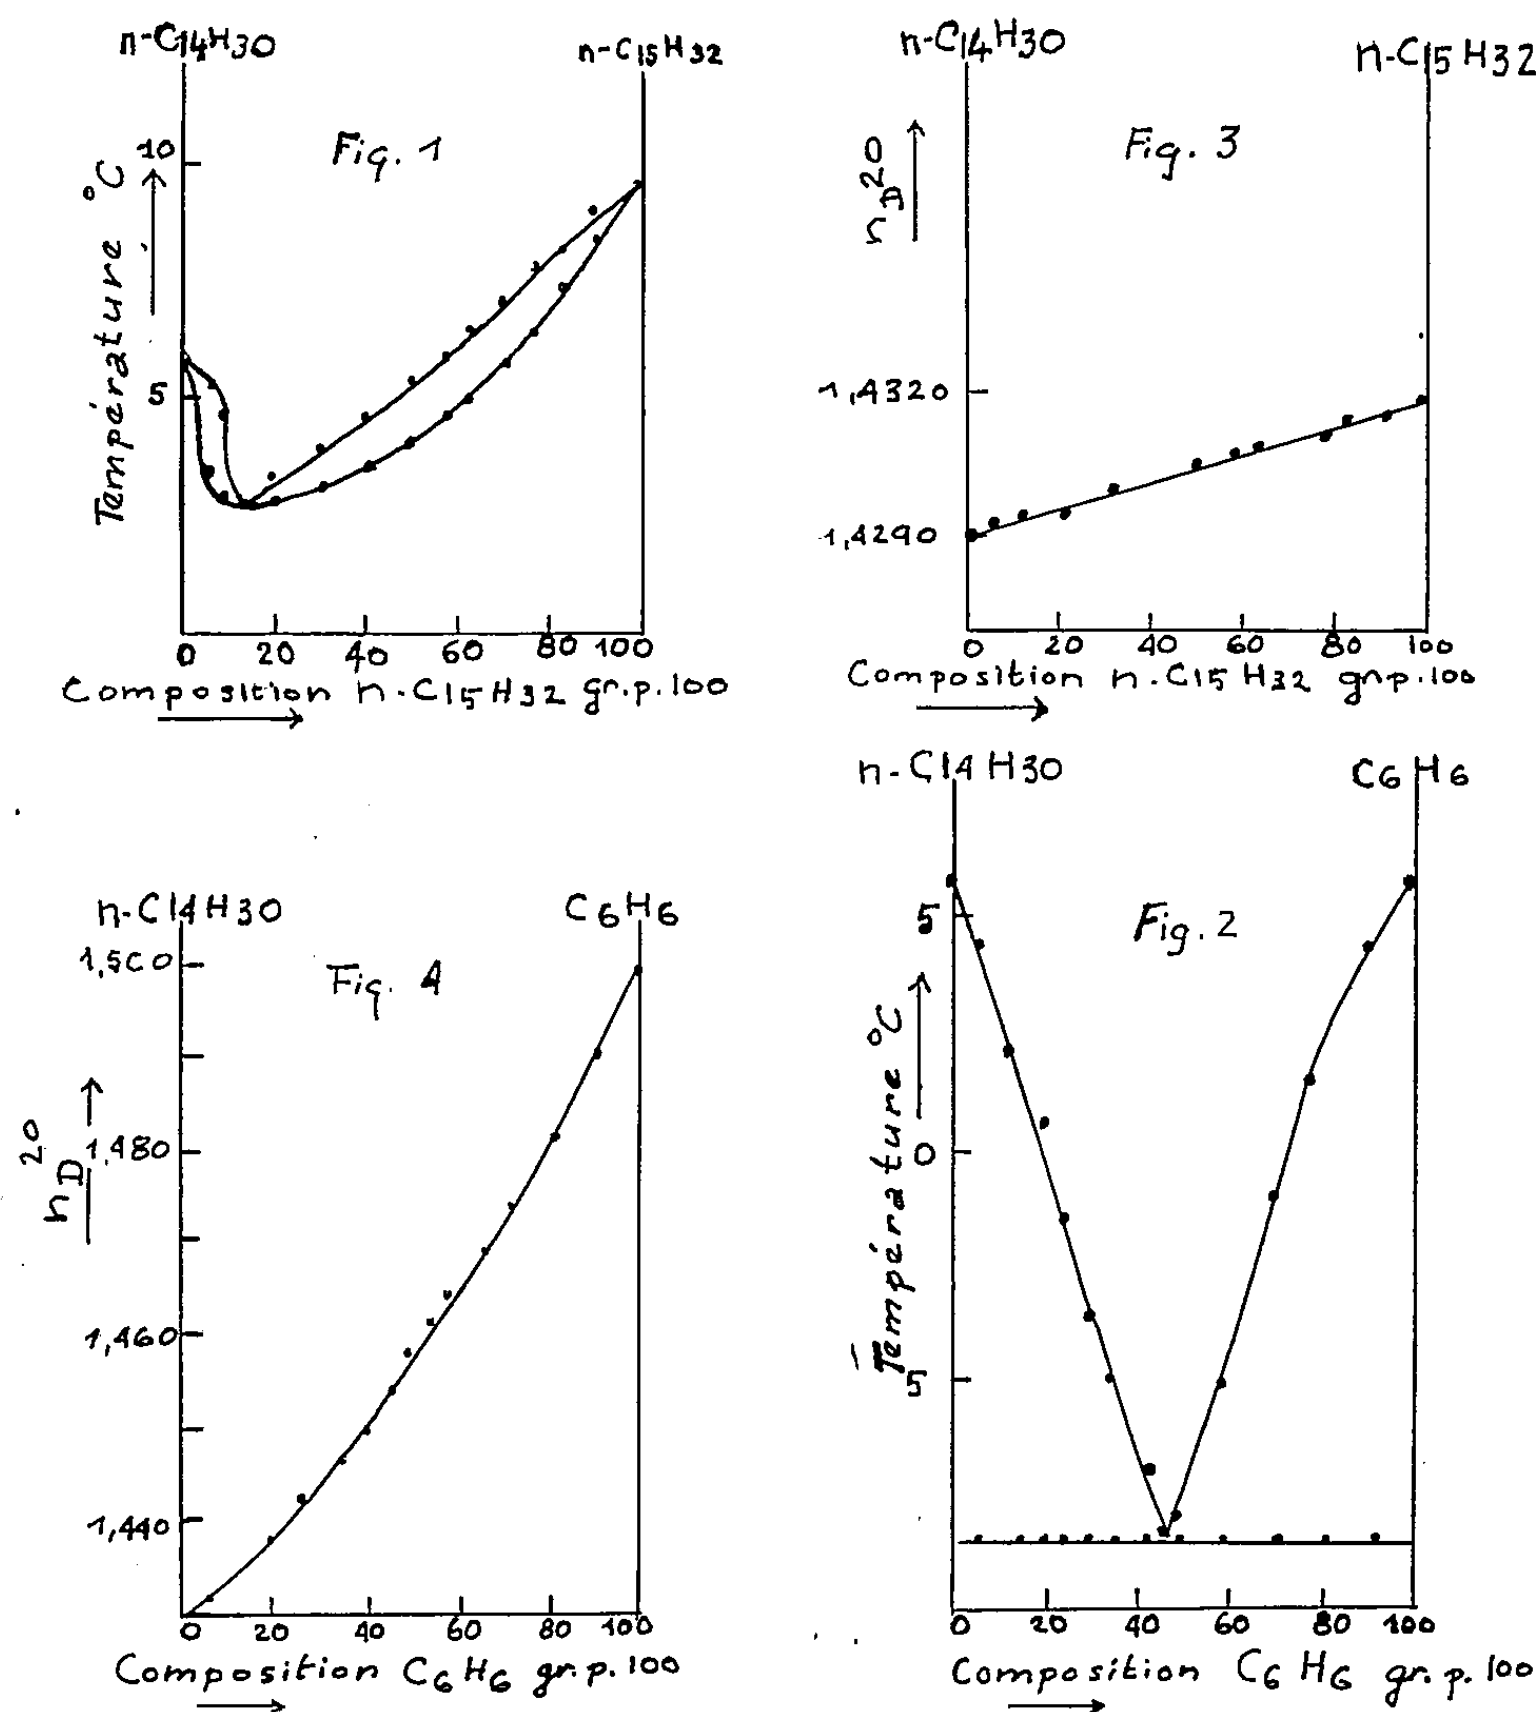 n-C14H30
n-C15H32
Fig. 1
Température °C
10
5
0 20 40 60 80 100
Composition n.C15H32 gr.p.100
n-C14H30
n-C15H32
Fig. 3
nD20
1,4320
1,4290
0 20 40 60 80 100
Composition n.C15H32 gr.p.100
n-C14H30
C6H6
Fig. 4
nD20
1,500
1,480
1,460
1,440
0 20 40 60 80 100
Composition C6H6 gr.p.100
n-C14H30
C6H6
Fig. 2
Température °C
5
0
-5
0 20 40 60 80 100
Composition C6H6 gr.p.100